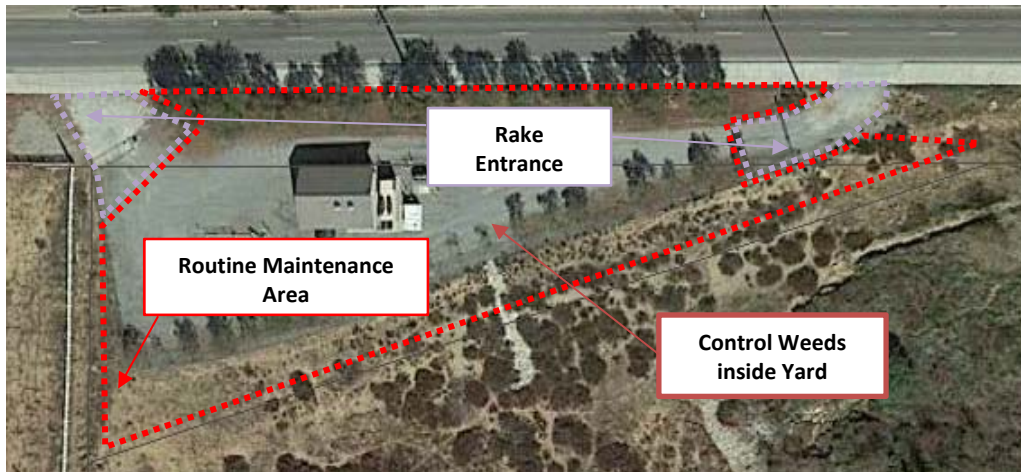 Rake
Entrance
Routine Maintenance
Area
Control Weeds
inside Yard